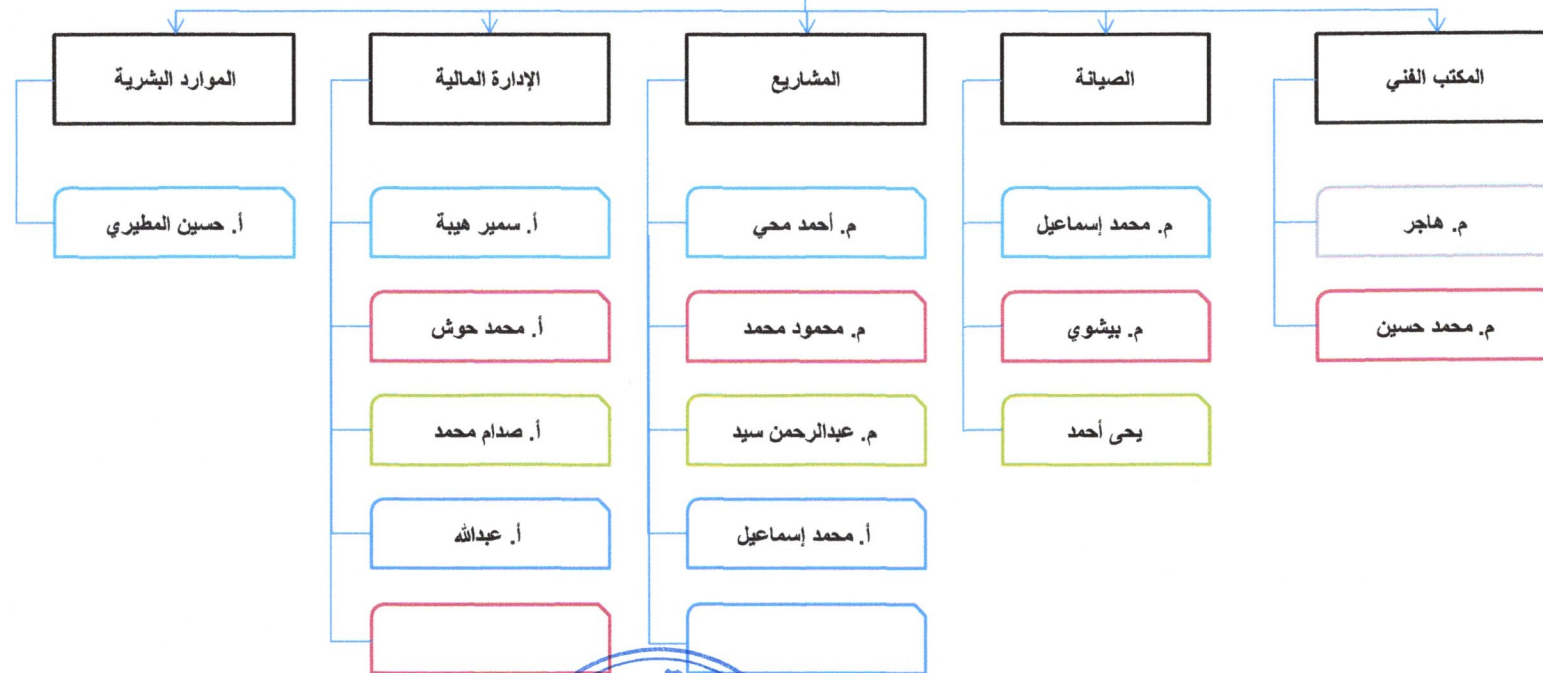 المكتب الفني
الصيانة
المشاريع
الإدارة المالية
الموارد البشرية
م. هاجر
م. محمد إسماعيل
م. أحمد محي
أ. سمير هيبة
أ. حسين المطيري
م. محمد حسين
م. بيشوي
م. محمود محمد
أ. محمد حوش
يحى أحمد
م. عبدالرحمن سيد
أ. صدام محمد
أ. محمد إسماعيل
أ. عبدالله